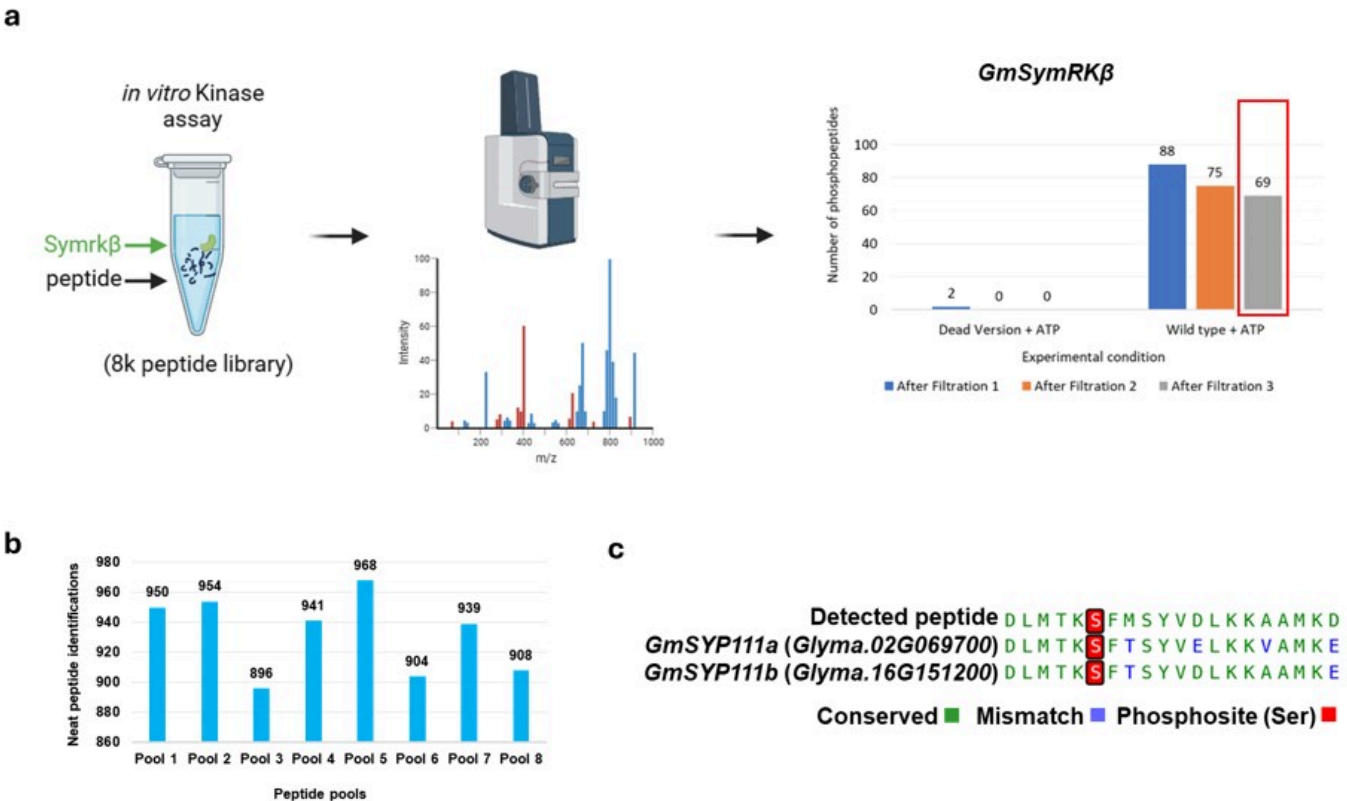 a
in vitro Kinase
assay
Symrkβ
peptide
(8k peptide library)
100
80
60
40
20
0
Intensity
200 400 600 800 1000
m/z
GmSymRKβ
Number of phosphopeptides
100
80
60
40
20
0
2 0 0 88 75 69
Dead Version + ATP Wild type + ATP
Experimental condition
After Filtration 1 After Filtration 2 After Filtration 3
b
Neat peptide identifications
980
960
940
920
900
880
860
950 954 896 941 968 904 939 908
Pool 1 Pool 2 Pool 3 Pool 4 Pool 5 Pool 6 Pool 7 Pool 8
Peptide pools
c
Detected peptide D L M T K S F M S Y V D L K K A A M K D
GmSYP111a (Glyma.02G069700) D L M T K S F T S Y V E L K K V A M K E
GmSYP111b (Glyma.16G151200) D L M T K S F T S Y V D L K K A A M K E
Conserved Mismatch Phosphosite (Ser)